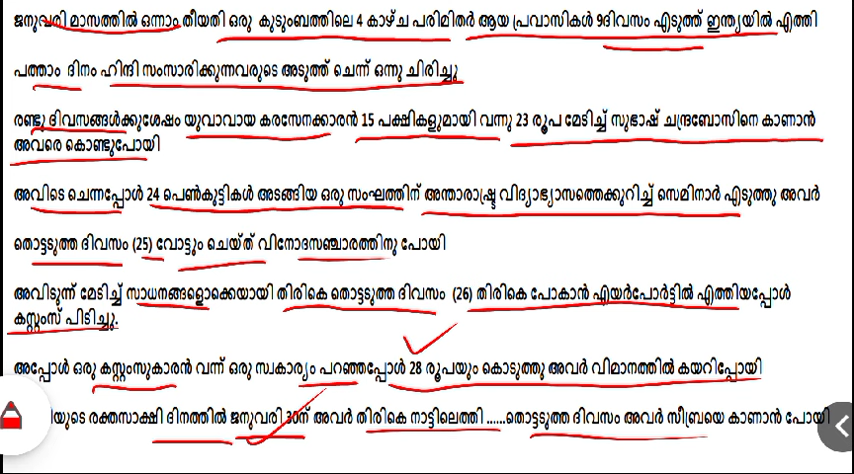 ജനുവരി മാസത്തിൽ ഒന്നാം തീയതി ഒരു കുടുംബത്തിലെ 4 കാഴ്ച പരിമിതർ ആയ പ്രവാസികൾ 9ദിവസം എടുത്ത് ഇന്ത്യയിൽ എത്തി
പത്താം ദിനം ഹിന്ദി സംസാരിക്കുന്നവരുടെ അടുത്ത് ചെന്ന് ഒന്നു ചിരിച്ചു
രണ്ടു ദിവസങ്ങൾക്കുശേഷം യുവാവായ കരസേനക്കാരൻ 15 പക്ഷികളുമായി വന്നു 23 രൂപ മേടിച്ച് സുഭാഷ് ചന്ദ്രബോസിനെ കാണാൻ
അവരെ കൊണ്ടുപോയി
അവിടെ ചെന്നപ്പോൾ 24 പെൺകുട്ടികൾ അടങ്ങിയ ഒരു സംഘത്തിന് അന്താരാഷ്ട്ര വിദ്യാഭ്യാസത്തെക്കുറിച്ച് സെമിനാർ എടുത്തു അവർ
തൊട്ടടുത്ത ദിവസം (25) വോട്ടും ചെയ്ത് വിനോദസഞ്ചാരത്തിനു പോയി
അവിടുന്ന് മേടിച്ച് സാധനങ്ങളൊക്കെയായി തിരികെ തൊട്ടടുത്ത ദിവസം (26) തിരികെ പോകാൻ എയർപോർട്ടിൽ എത്തിയപ്പോൾ
കസ്റ്റംസ് പിടിച്ചു.
അപ്പോൾ ഒരു കസ്റ്റംസുകാരൻ വന്ന് ഒരു സ്വകാര്യം പറഞ്ഞപ്പോൾ 28 രൂപയും കൊടുത്തു അവർ വിമാനത്തിൽ കയറിപ്പോയി
യുടെ രക്തസാക്ഷി ദിനത്തിൽ ജനുവരി 30ന് അവർ തിരികെ നാട്ടിലെത്തി ......തൊട്ടടുത്ത ദിവസം അവർ സീബ്രയെ കാണാൻ പോയി